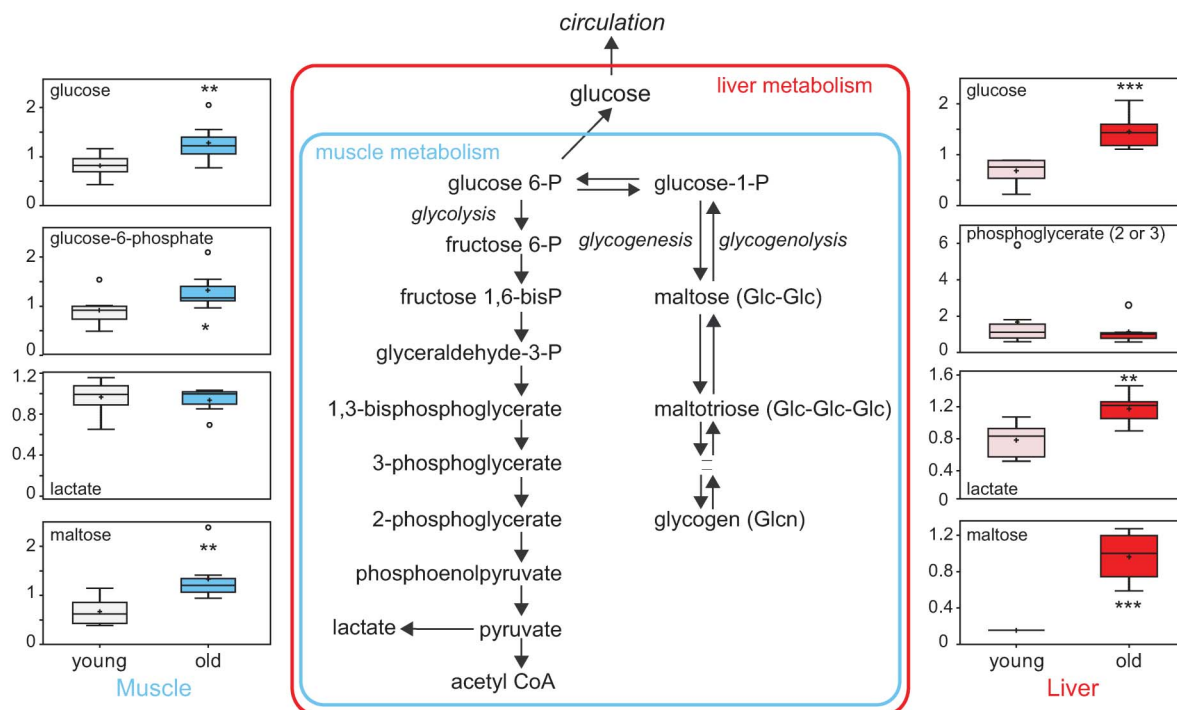 circulation
liver metabolism
glucose
muscle metabolism
glucose 6-P
glucose-1-P
glycolysis
glycogenesis
glycogenolysis
fructose 6-P
fructose 1,6-bisP
maltose (Glc-Glc)
glyceraldehyde-3-P
1,3-bisphosphoglycerate
maltotriose (Glc-Glc-Glc)
3-phosphoglycerate
2-phosphoglycerate
glycogen (Glcn)
phosphoenolpyruvate
lactate
pyruvate
acetyl CoA
glucose
**
2
1
0
glucose-6-phosphate
2
1
*
0
1.2
0.8
0.4
lactate
0
maltose
2
**
1
0
young old
Muscle
glucose
***
2
1
0
phosphoglycerate (2 or 3)
6
4
2
0
1.6
**
1.2
0.8
0.4
lactate
0
maltose
1.2
0.8
0.4
***
0
young old
Liver